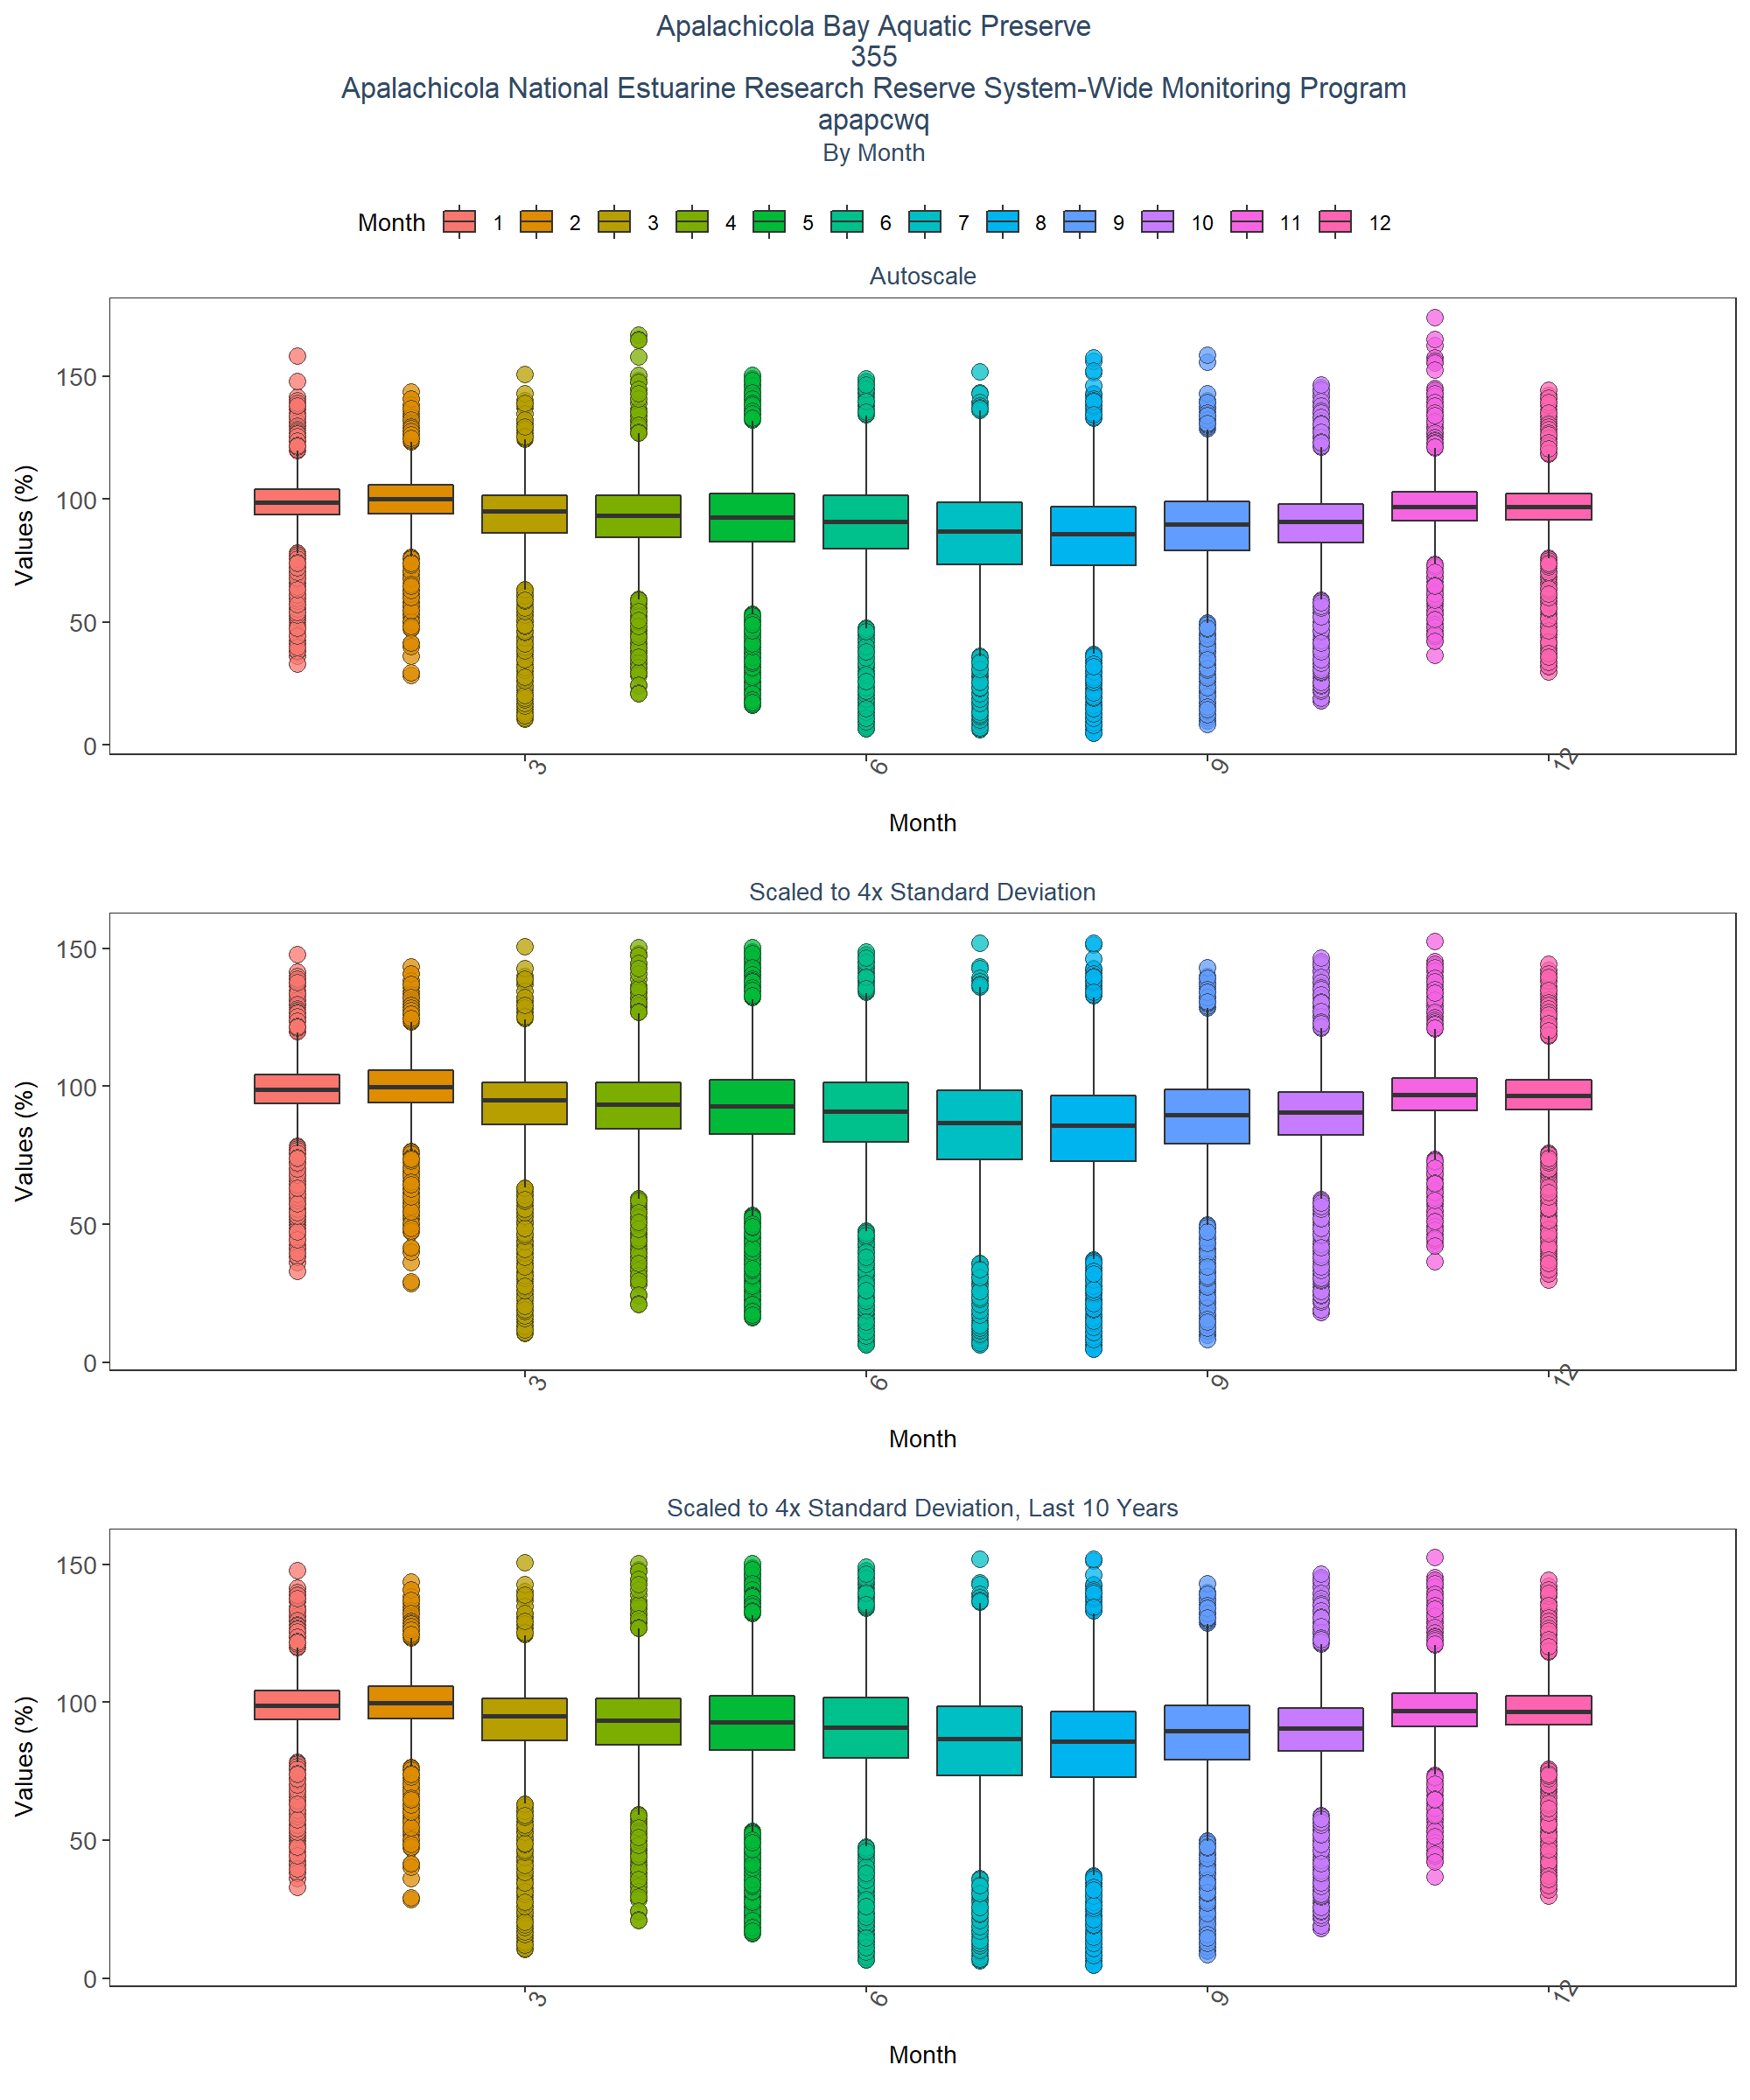 Apalachicola Bay Aquatic Preserve
355
Apalachicola National Estuarine Research Reserve System-Wide Monitoring Program
apapcwq
By Month
Month 1 2 3 4 5 6 7 8 9 10 11 12
Autoscale
Values (%)
150
100
50
0
3 6 9 12
Month
Scaled to 4x Standard Deviation
Values (%)
150
100
50
0
3 6 9 12
Month
Scaled to 4x Standard Deviation, Last 10 Years
Values (%)
150
100
50
0
3 6 9 12
Month